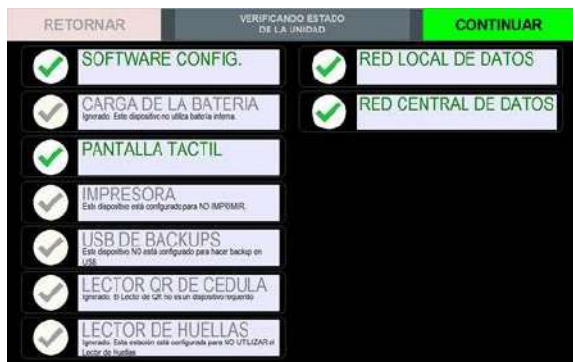 RETORNAR
VERIFICANDO ESTADO
DE LA UNIDAD
CONTINUAR
SOFTWARE CONFIG.
CARGA DE LA BATERIA
Ignorado. Este dispositivo no utiliza batería interna.
PANTALLA TACTIL
IMPRESORA
Este dispositivo está configurado para NO IMPRIMIR.
USB DE BACKUPS
Este dispositivo NO está configurado para hacer backup en
USB
LECTOR QR DE CEDULA
Ignorado. El Lector de QR no es un dispositivo requerido
LECTOR DE HUELLAS
Ignorado. Esta estación está configurada para NO UTILIZAR el
Lector de Huellas
RED LOCAL DE DATOS
RED CENTRAL DE DATOS